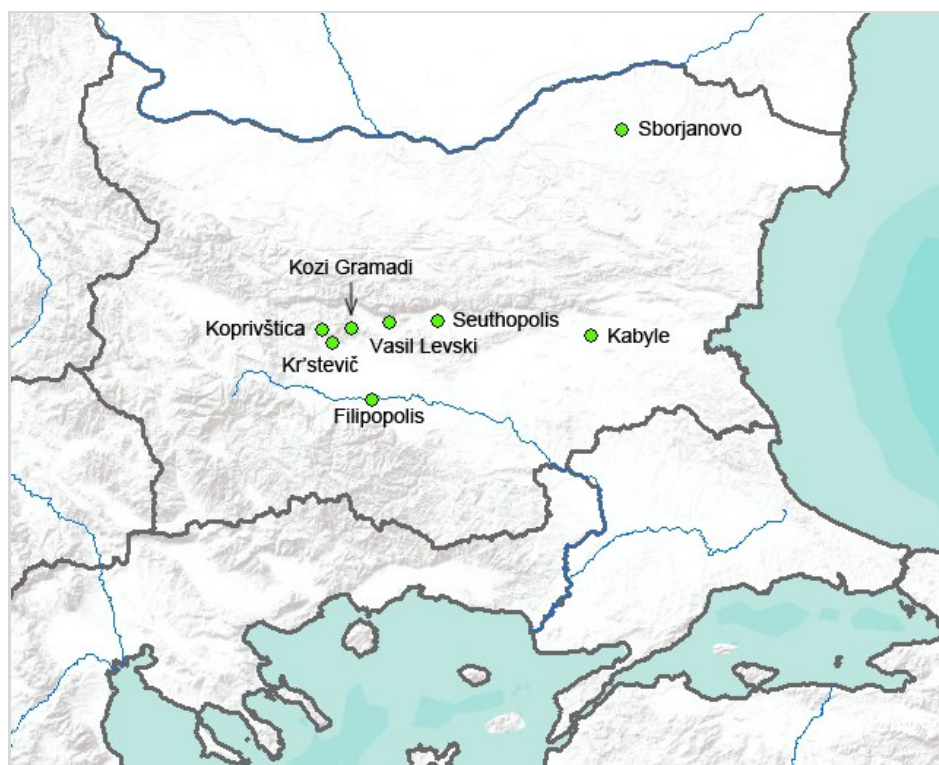 Sborjanovo
Kozi Gramadi
Koprivštica
Seuthopolis
Kabyle
Vasil Levski
Kr'stevič
Filipopolis